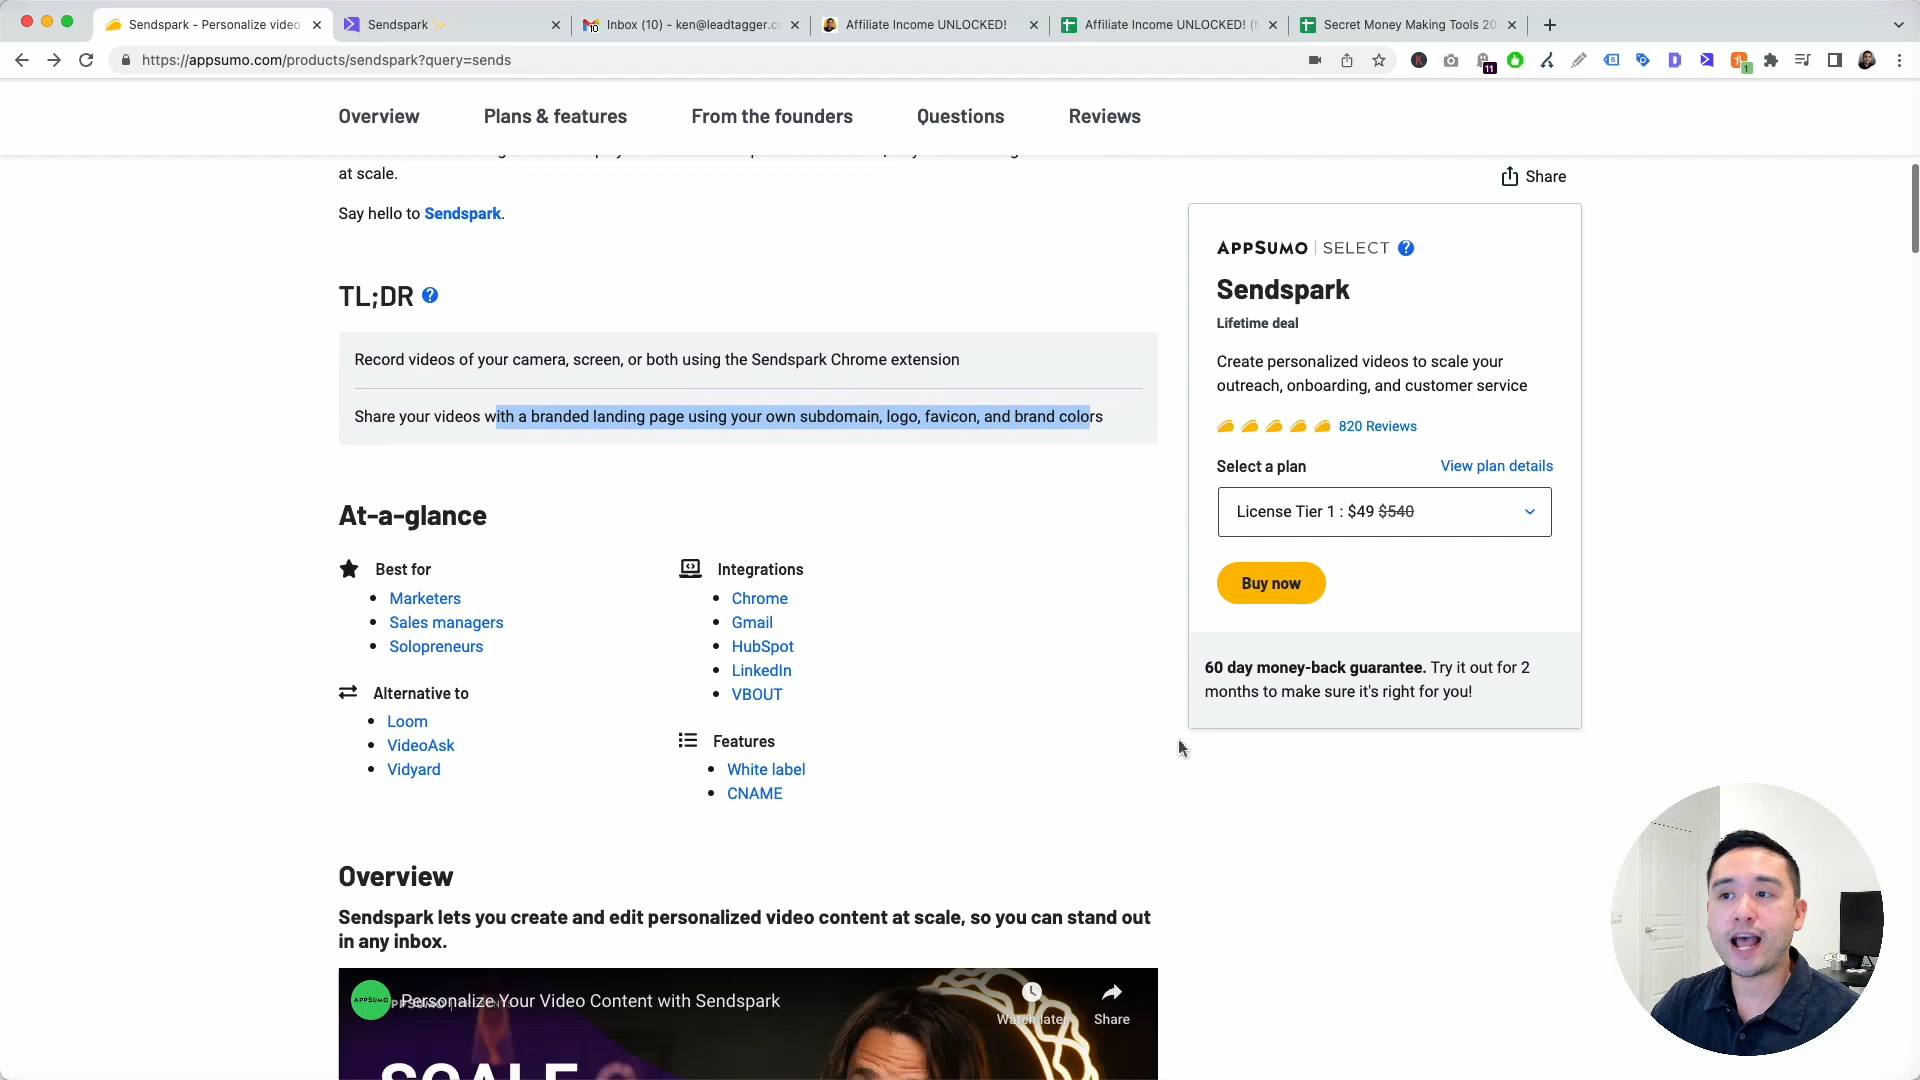 Sendspark - Personalize video
Sendspark ✨
Inbox (10) - ken@leadtagger.c
Affiliate Income UNLOCKED!
Affiliate Income UNLOCKED! (f
Secret Money Making Tools 20
https://appsumo.com/products/sendspark?query=sends
11
1
Overview
Plans & features
From the founders
Questions
Reviews
at scale.
Share
Say hello to Sendspark.
TL;DR ?
Record videos of your camera, screen, or both using the Sendspark Chrome extension
Share your videos with a branded landing page using your own subdomain, logo, favicon, and brand colors
APPSUMO | SELECT ?
Sendspark
Lifetime deal
Create personalized videos to scale your
outreach, onboarding, and customer service
820 Reviews
Select a plan
View plan details
License Tier 1 : $49 $540
Buy now
60 day money-back guarantee. Try it out for 2
months to make sure it's right for you!
At-a-glance
Best for
Marketers
Sales managers
Solopreneurs
Alternative to
Loom
VideoAsk
Vidyard
Integrations
Chrome
Gmail
HubSpot
LinkedIn
VBOUT
Features
White label
CNAME
Overview
Sendspark lets you create and edit personalized video content at scale, so you can stand out
in any inbox.
APPSUMO
Personalize Your Video Content with Sendspark
Watch later
Share
SCALE